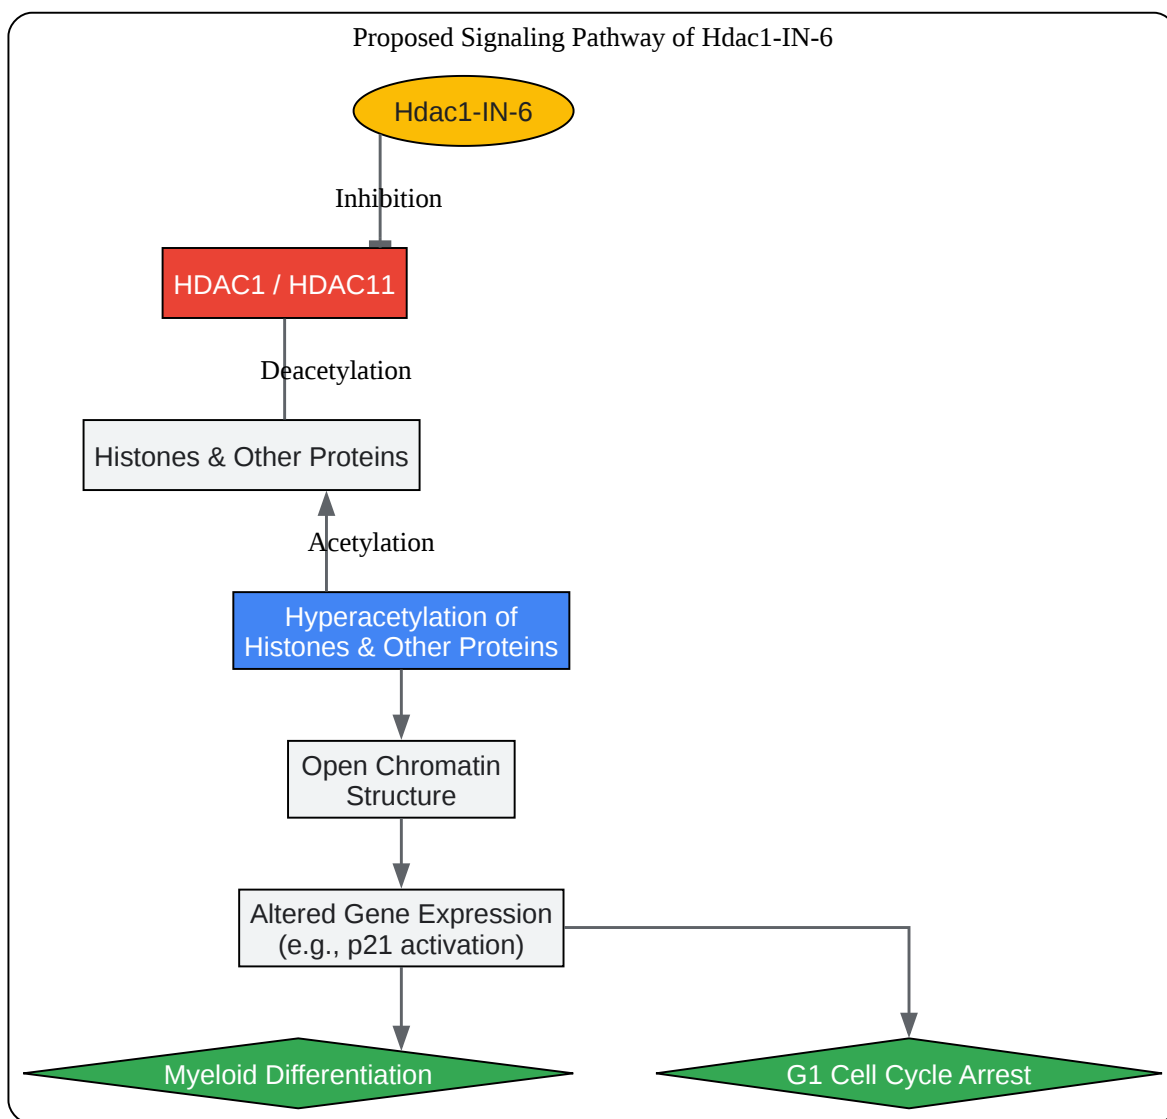 Proposed Signaling Pathway of Hdac1-IN-6
Hdac1-IN-6
Inhibition
HDAC1 / HDAC11
Deacetylation
Histones & Other Proteins
Acetylation
Hyperacetylation of
Histones & Other Proteins
Open Chromatin
Structure
Altered Gene Expression
(e.g., p21 activation)
Myeloid Differentiation
G1 Cell Cycle Arrest